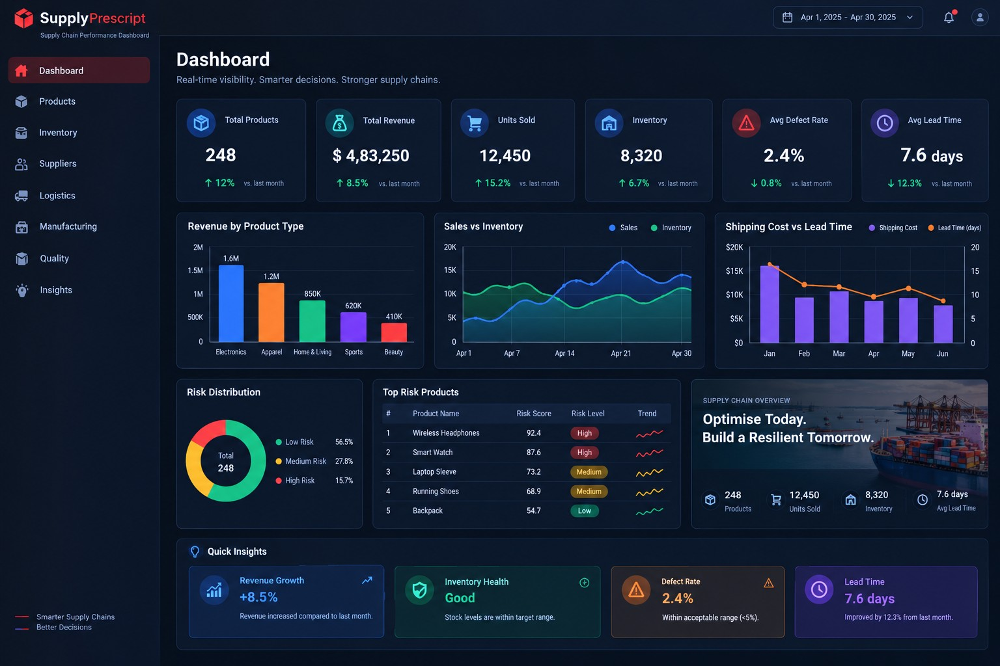 SupplyPrescript
Supply Chain Performance Dashboard
Apr 1, 2025 - Apr 30, 2025
Dashboard
Products
Inventory
Suppliers
Logistics
Manufacturing
Quality
Insights
Smarter Supply Chains
Better Decisions
Dashboard
Real-time visibility. Smarter decisions. Stronger supply chains.
Total Products
248
↑ 12% vs. last month
Total Revenue
$ 4,83,250
↑ 8.5% vs. last month
Units Sold
12,450
↑ 15.2% vs. last month
Inventory
8,320
↑ 6.7% vs. last month
Avg Defect Rate
2.4%
↓ 0.8% vs. last month
Avg Lead Time
7.6 days
↓ 12.3% vs. last month
Revenue by Product Type
2M
1.5M
1M
500K
0
1.6M
1.2M
850K
620K
410K
Electronics Apparel Home & Living Sports Beauty
Sales vs Inventory
Sales Inventory
20K
15K
10K
5K
0
Apr 1 Apr 7 Apr 14 Apr 21 Apr 30
Shipping Cost vs Lead Time
Shipping Cost Lead Time (days)
$20K 20
$15K 15
$10K 10
$5K 5
$0 0
Jan Feb Mar Apr May Jun
Risk Distribution
Total
248
Low Risk 56.5%
Medium Risk 27.8%
High Risk 15.7%
Top Risk Products
# Product Name Risk Score Risk Level Trend
1 Wireless Headphones 92.4 High
2 Smart Watch 87.6 High
3 Laptop Sleeve 73.2 Medium
4 Running Shoes 68.9 Medium
5 Backpack 54.7 Low
SUPPLY CHAIN OVERVIEW
Optimise Today.
Build a Resilient Tomorrow.
248
Products
12,450
Units Sold
8,320
Inventory
7.6 days
Avg Lead Time
Quick Insights
Revenue Growth
+8.5%
Revenue increased compared to last month.
Inventory Health
Good
Stock levels are within target range.
Defect Rate
2.4%
Within acceptable range (<5%).
Lead Time
7.6 days
Improved by 12.3% from last month.